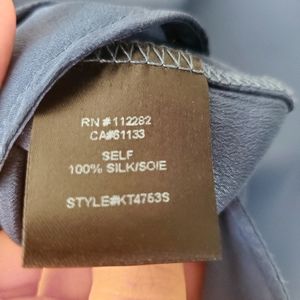 RN#112282
CA#61133
SELF
100% SILK/SOIE
STYLE#KT4753S